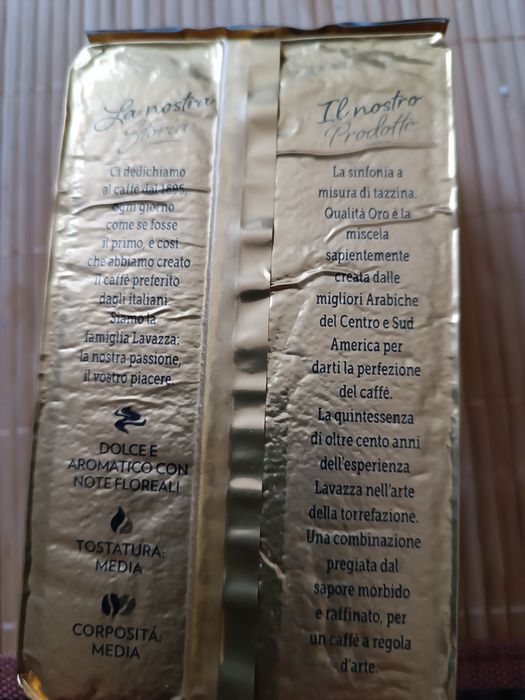 La nostra
Storia
Ci dedichiamo
al caffè dal 1895,
ogni giorno
come se fosse
il primo, è così
che abbiamo creato
il caffè preferito
dagli italiani.
Siamo la
famiglia Lavazza:
la nostra passione,
il vostro piacere.
DOLCE E
AROMATICO CON
NOTE FLOREALI
TOSTATURA:
MEDIA
CORPOSITÁ:
MEDIA
Il nostro
Prodotto
La sinfonia a
misura di tazzina.
Qualità Oro è la
miscela
sapientemente
creata dalle
migliori Arabiche
del Centro e Sud
America per
darti la perfezione
del caffè.
La quintessenza
di oltre cento anni
dell'esperienza
Lavazza nell'arte
della torrefazione.
Una combinazione
pregiata dal
sapore morbido
e raffinato, per
un caffè a regola
d'arte.